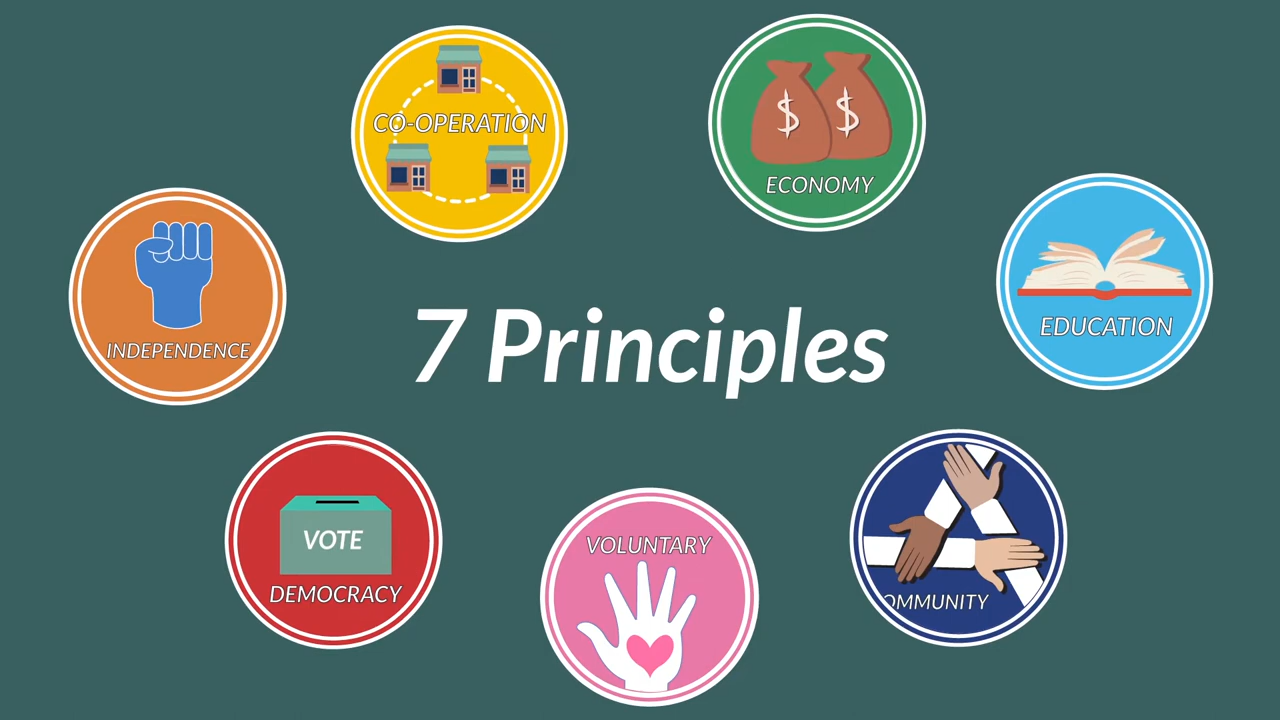 CO-OPERATION
ECONOMY
INDEPENDENCE
EDUCATION
7 Principles
VOTE
DEMOCRACY
VOLUNTARY
OMMUNITY
$ $